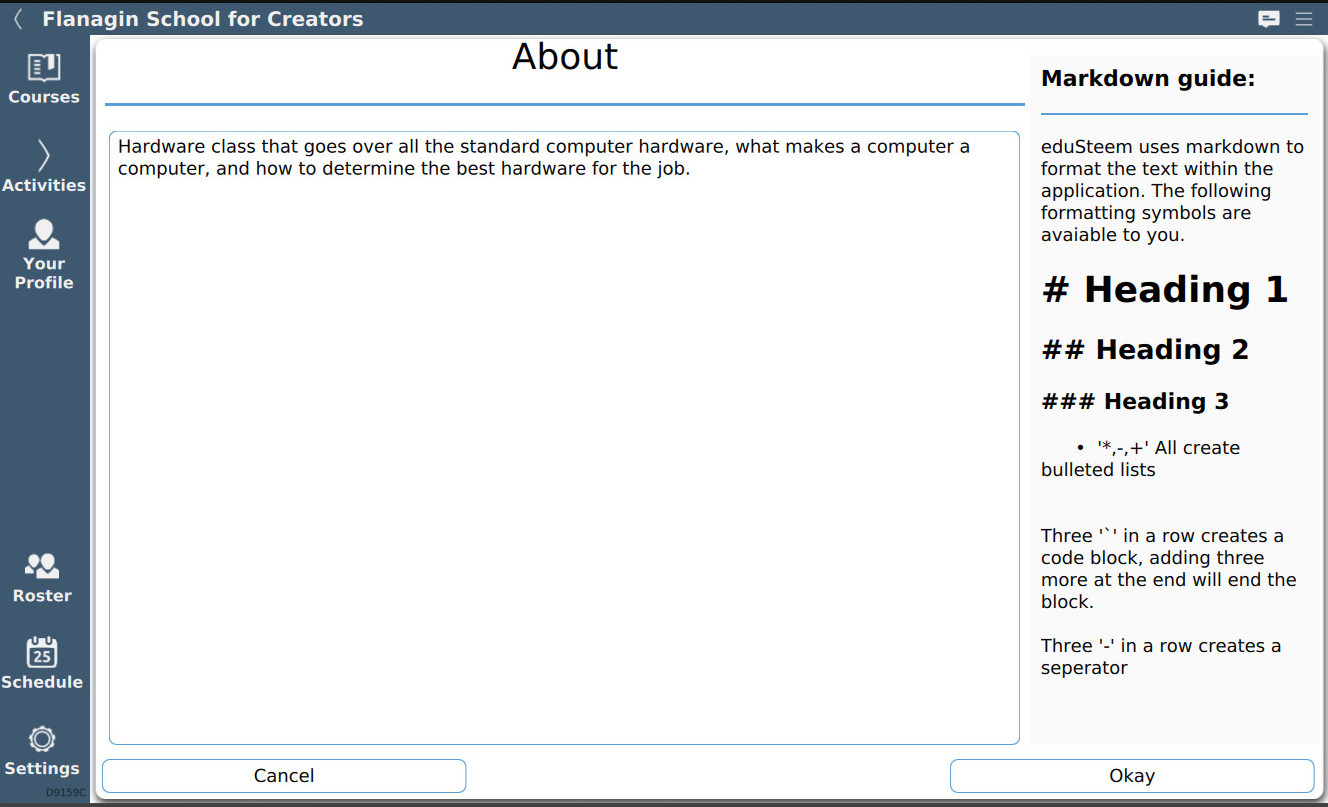 Flanagin School for Creators
Courses
Activities
Your
Profile
Roster
25
Schedule
Settings
D9159C
About
Hardware class that goes over all the standard computer hardware, what makes a computer a
computer, and how to determine the best hardware for the job.
Cancel
Okay
Markdown guide:
eduSteem uses markdown to
format the text within the
application. The following
formatting symbols are
avaiable to you.
# Heading 1
## Heading 2
### Heading 3
• '*,-,+' All create
bulleted lists
Three '`' in a row creates a
code block, adding three
more at the end will end the
block.
Three '-' in a row creates a
seperator